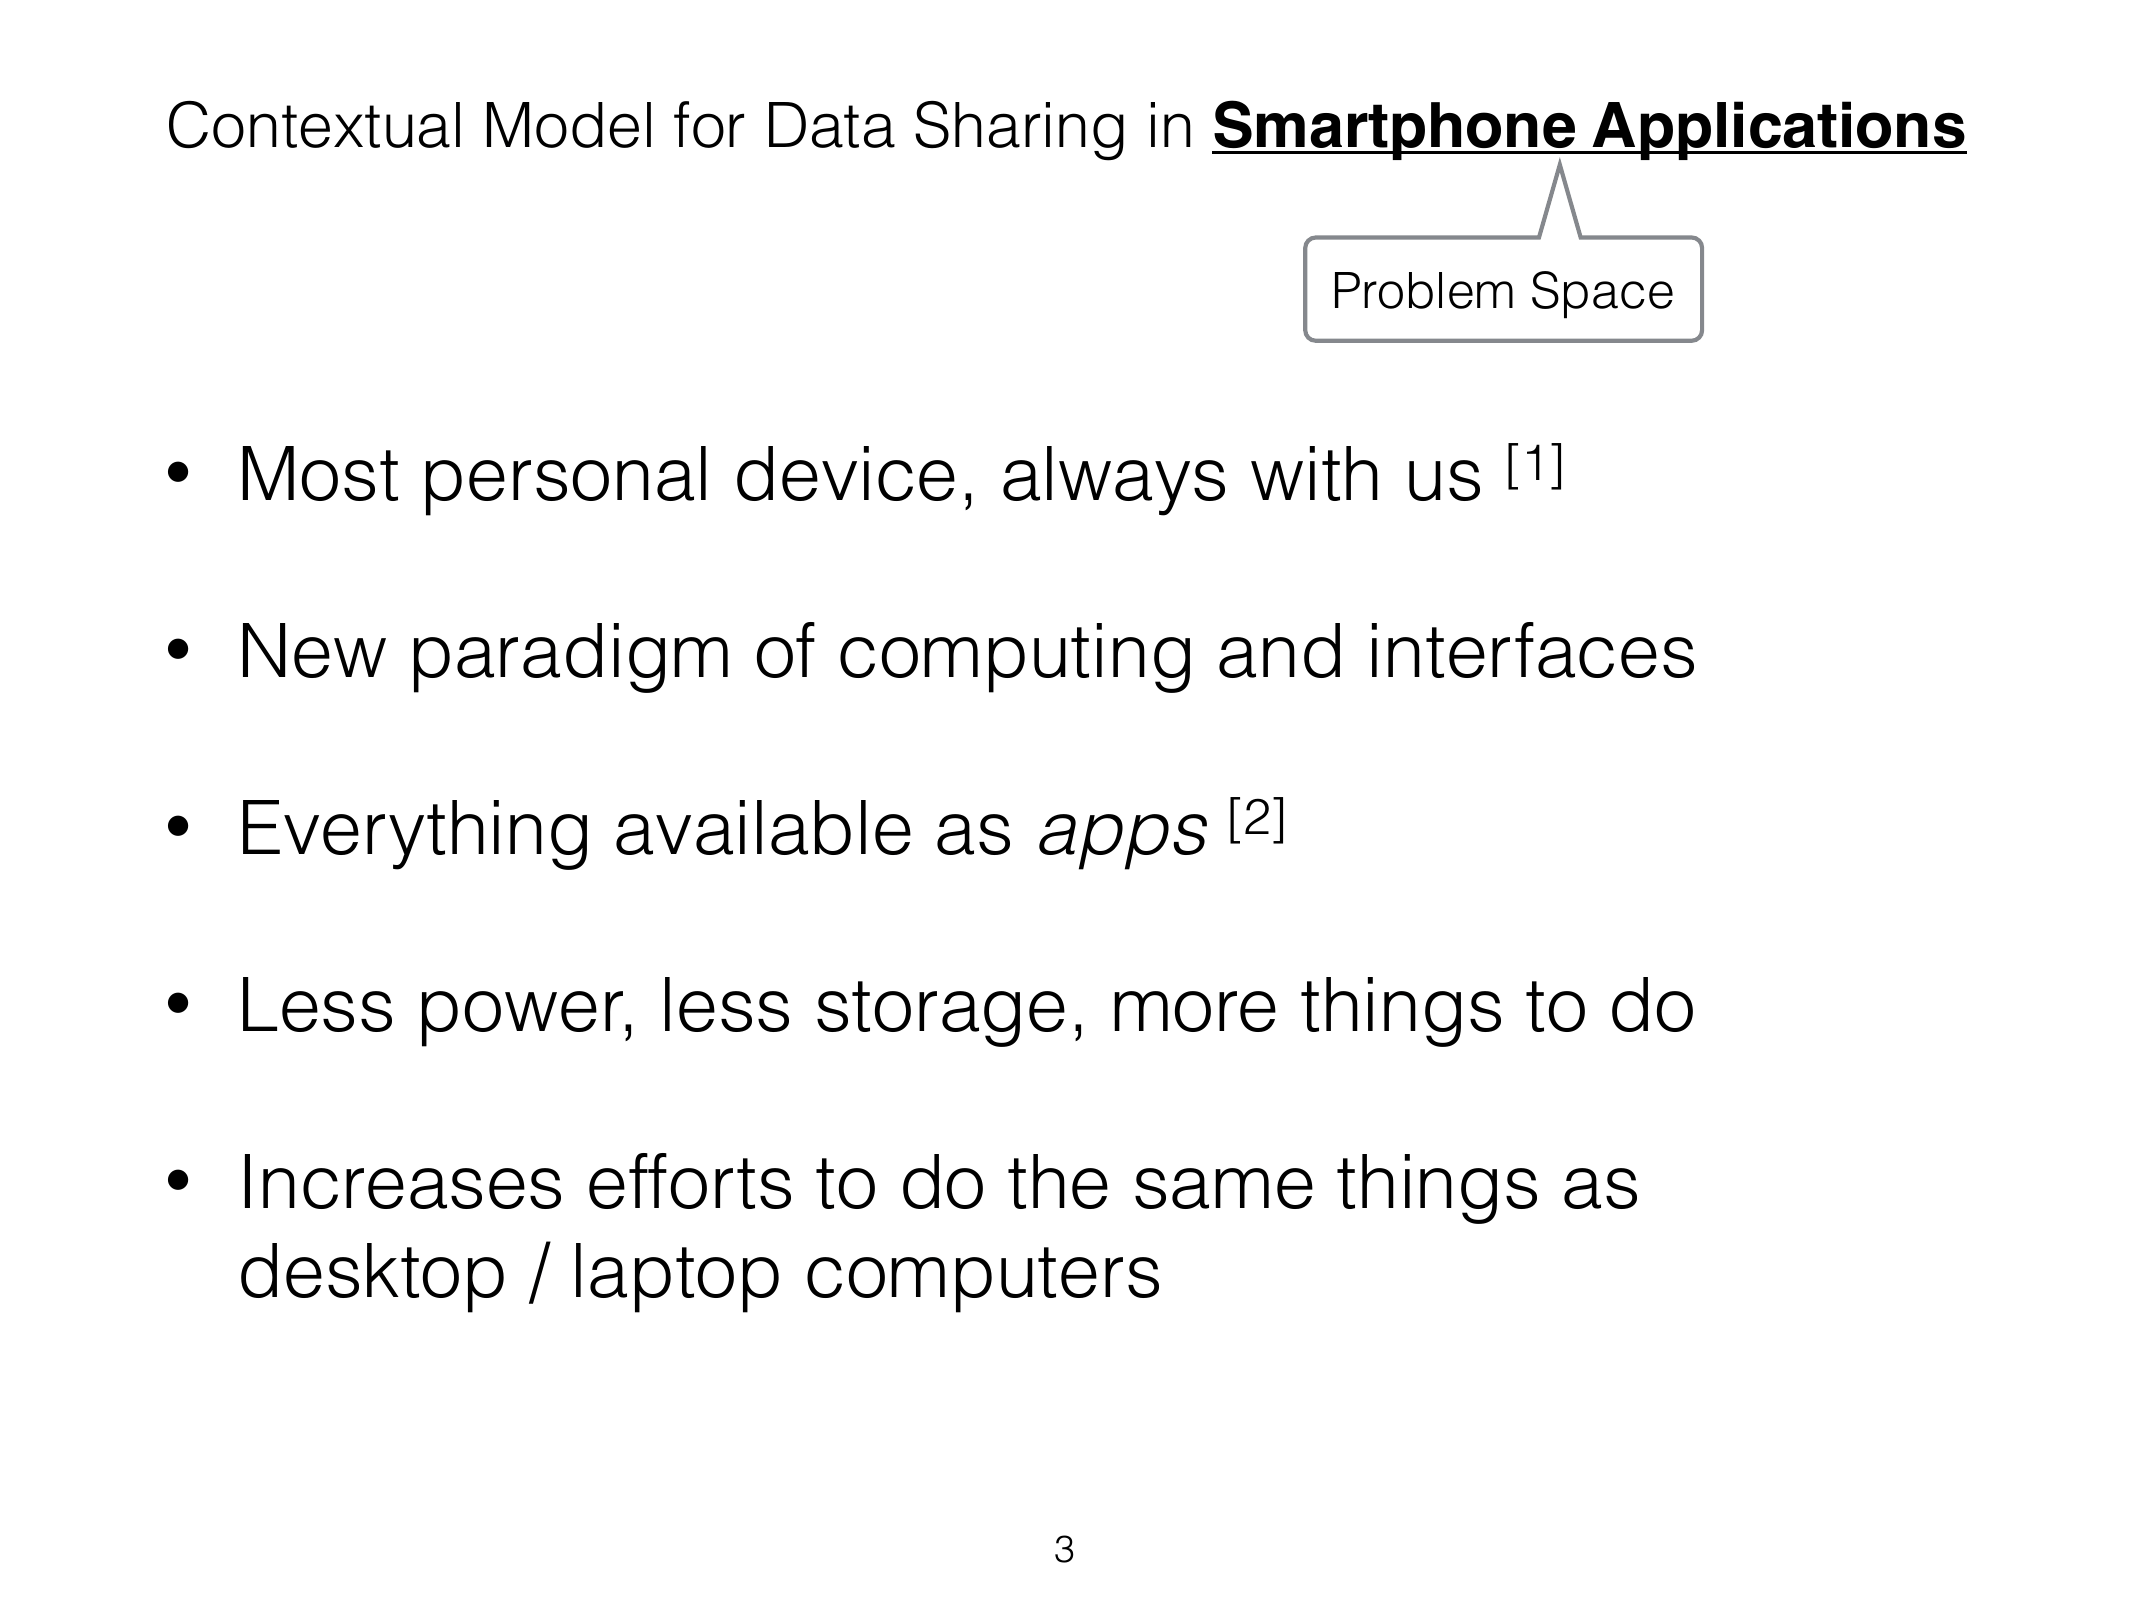 Contextual Model for Data Sharing in Smartphone Applications
Problem Space
• Most personal device, always with us [1]
• New paradigm of computing and interfaces
• Everything available as apps [2]
• Less power, less storage, more things to do
• Increases efforts to do the same things as
desktop / laptop computers
3